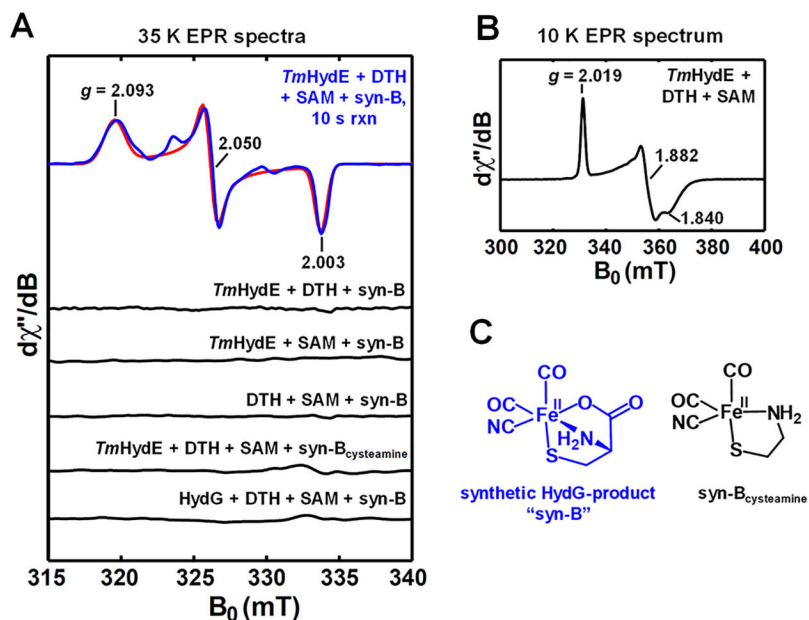 A
35 K EPR spectra
g = 2.093
TmHydE + DTH
+ SAM + syn-B,
10 s rxn
2.050
2.003
TmHydE + DTH + syn-B
TmHydE + SAM + syn-B
DTH + SAM + syn-B
TmHydE + DTH + SAM + syn-Bcysteamine
HydG + DTH + SAM + syn-B
dχ"/dB
315 320 325 330 335 340
B0 (mT)
B
10 K EPR spectrum
g = 2.019
TmHydE +
DTH + SAM
1.882
1.840
dχ"/dB
300 320 340 360 380 400
B0 (mT)
C
CO
OC
NC
FeII
O
O
H2N
S
synthetic HydG-product
“syn-B”
CO
OC
NC
FeII
NH2
S
syn-Bcysteamine